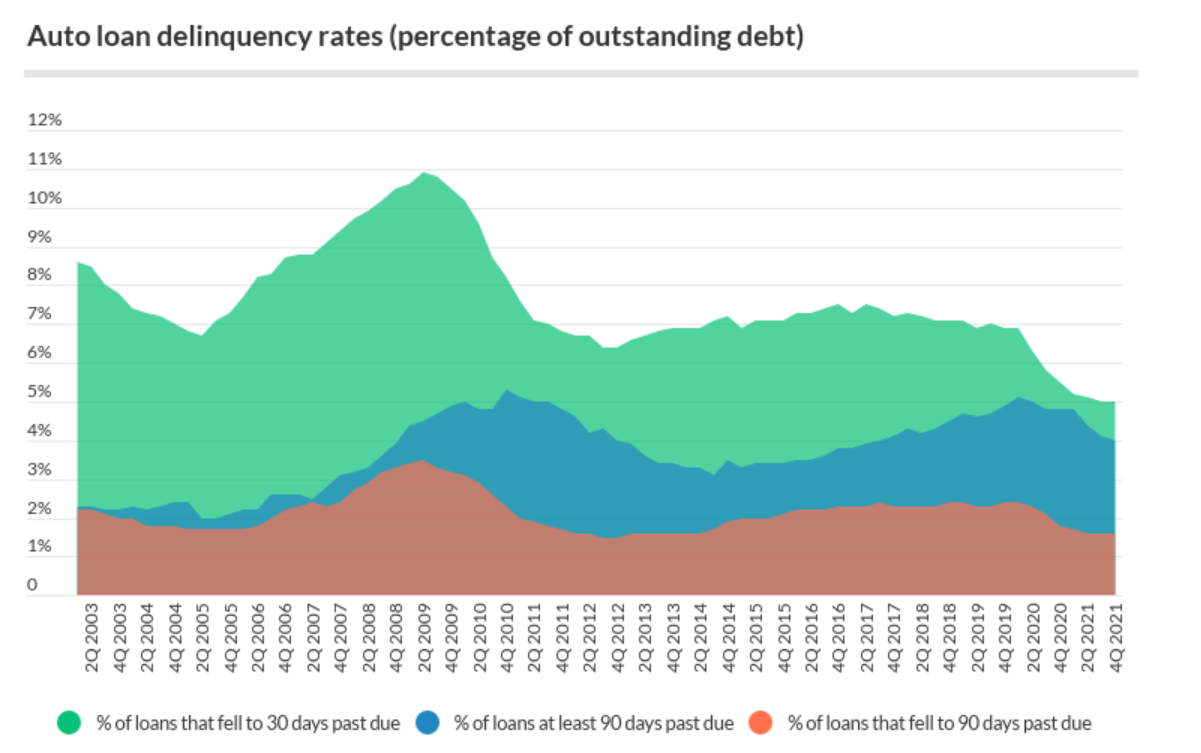 Auto loan delinquency rates (percentage of outstanding debt)
12%
11%
10%
9%
8%
7%
6%
5%
4%
3%
2%
1%
0
2Q 2003
4Q 2003
2Q 2004
4Q 2004
2Q 2005
4Q 2005
2Q 2006
4Q 2006
2Q 2007
4Q 2007
2Q 2008
4Q 2008
2Q 2009
4Q 2009
2Q 2010
4Q 2010
2Q 2011
4Q 2011
2Q 2012
4Q 2012
2Q 2013
4Q 2013
2Q 2014
4Q 2014
2Q 2015
4Q 2015
2Q 2016
4Q 2016
2Q 2017
4Q 2017
2Q 2018
4Q 2018
2Q 2019
4Q 2019
2Q 2020
4Q 2020
2Q 2021
4Q 2021
% of loans that fell to 30 days past due
% of loans at least 90 days past due
% of loans that fell to 90 days past due